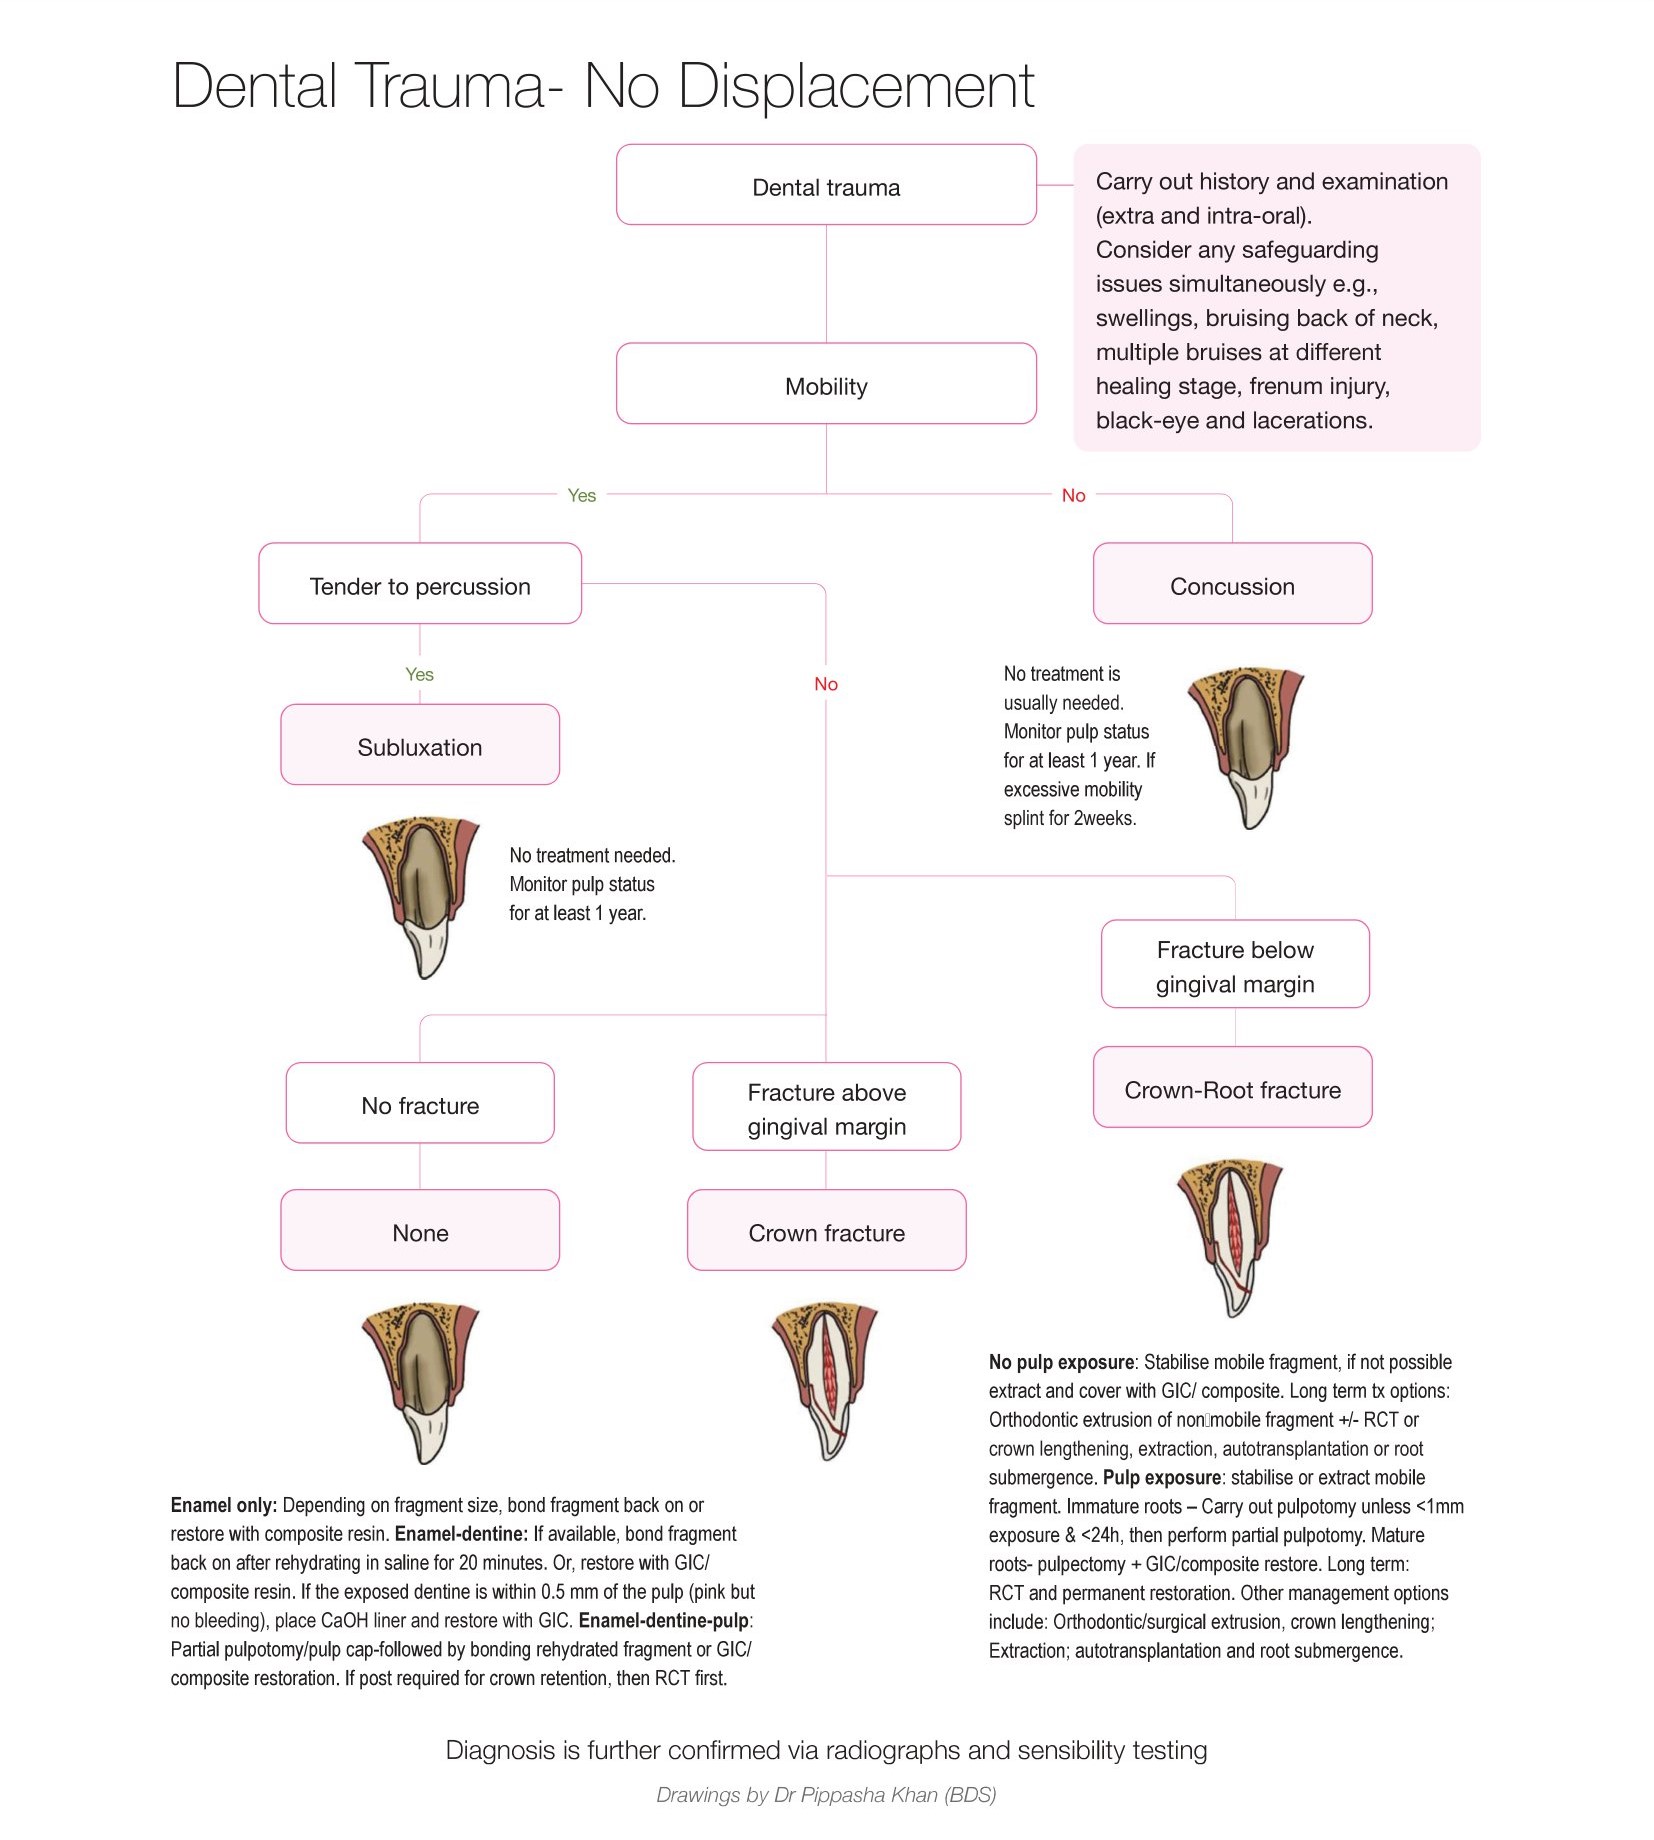 Dental Trauma- No Displacement
Dental trauma
Carry out history and examination
(extra and intra-oral).
Consider any safeguarding
issues simultaneously e.g.,
swellings, bruising back of neck,
multiple bruises at different
healing stage, frenum injury,
black-eye and lacerations.
Mobility
Yes
No
Tender to percussion
Concussion
Yes
No
No treatment is
usually needed.
Monitor pulp status
for at least 1 year. If
excessive mobility
splint for 2weeks.
Subluxation
No treatment needed.
Monitor pulp status
for at least 1 year.
Fracture below
gingival margin
Crown-Root fracture
No fracture
Fracture above
gingival margin
None
Crown fracture
No pulp exposure: Stabilise mobile fragment, if not possible
extract and cover with GIC/ composite. Long term tx options:
Orthodontic extrusion of non▯mobile fragment +/- RCT or
crown lengthening, extraction, autotransplantation or root
submergence. Pulp exposure: stabilise or extract mobile
fragment. Immature roots – Carry out pulpotomy unless <1mm
exposure & <24h, then perform partial pulpotomy. Mature
roots- pulpectomy + GIC/composite restore. Long term:
RCT and permanent restoration. Other management options
include: Orthodontic/surgical extrusion, crown lengthening;
Extraction; autotransplantation and root submergence.
Enamel only: Depending on fragment size, bond fragment back on or
restore with composite resin. Enamel-dentine: If available, bond fragment
back on after rehydrating in saline for 20 minutes. Or, restore with GIC/
composite resin. If the exposed dentine is within 0.5 mm of the pulp (pink but
no bleeding), place CaOH liner and restore with GIC. Enamel-dentine-pulp:
Partial pulpotomy/pulp cap-followed by bonding rehydrated fragment or GIC/
composite restoration. If post required for crown retention, then RCT first.
Diagnosis is further confirmed via radiographs and sensibility testing
Drawings by Dr Pippasha Khan (BDS)